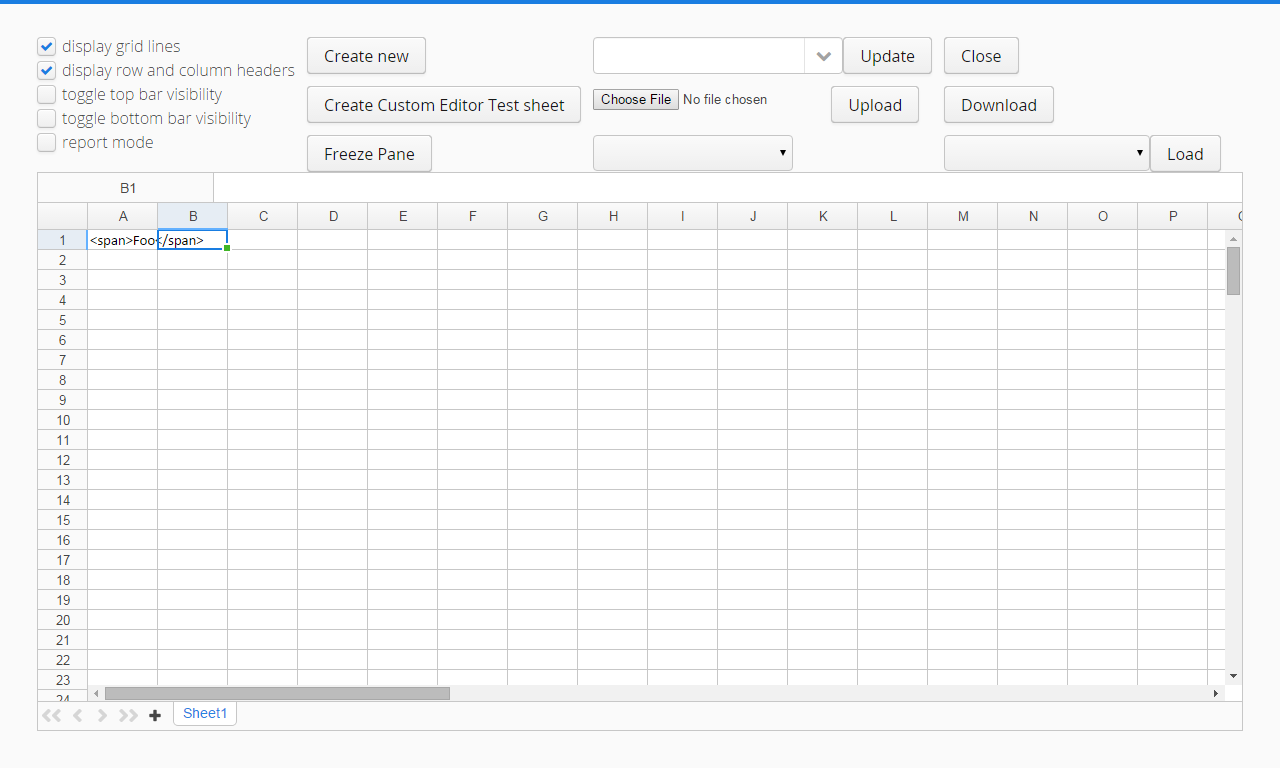 display grid lines
display row and column headers
toggle top bar visibility
toggle bottom bar visibility
report mode
Create new
Update
Close
Create Custom Editor Test sheet
Choose File No file chosen
Upload
Download
Freeze Pane
Load
B1
A B C D E F G H I J K L M N O P
1 <span>Foo</span>
2
3
4
5
6
7
8
9
10
11
12
13
14
15
16
17
18
19
20
21
22
23
24
Sheet1